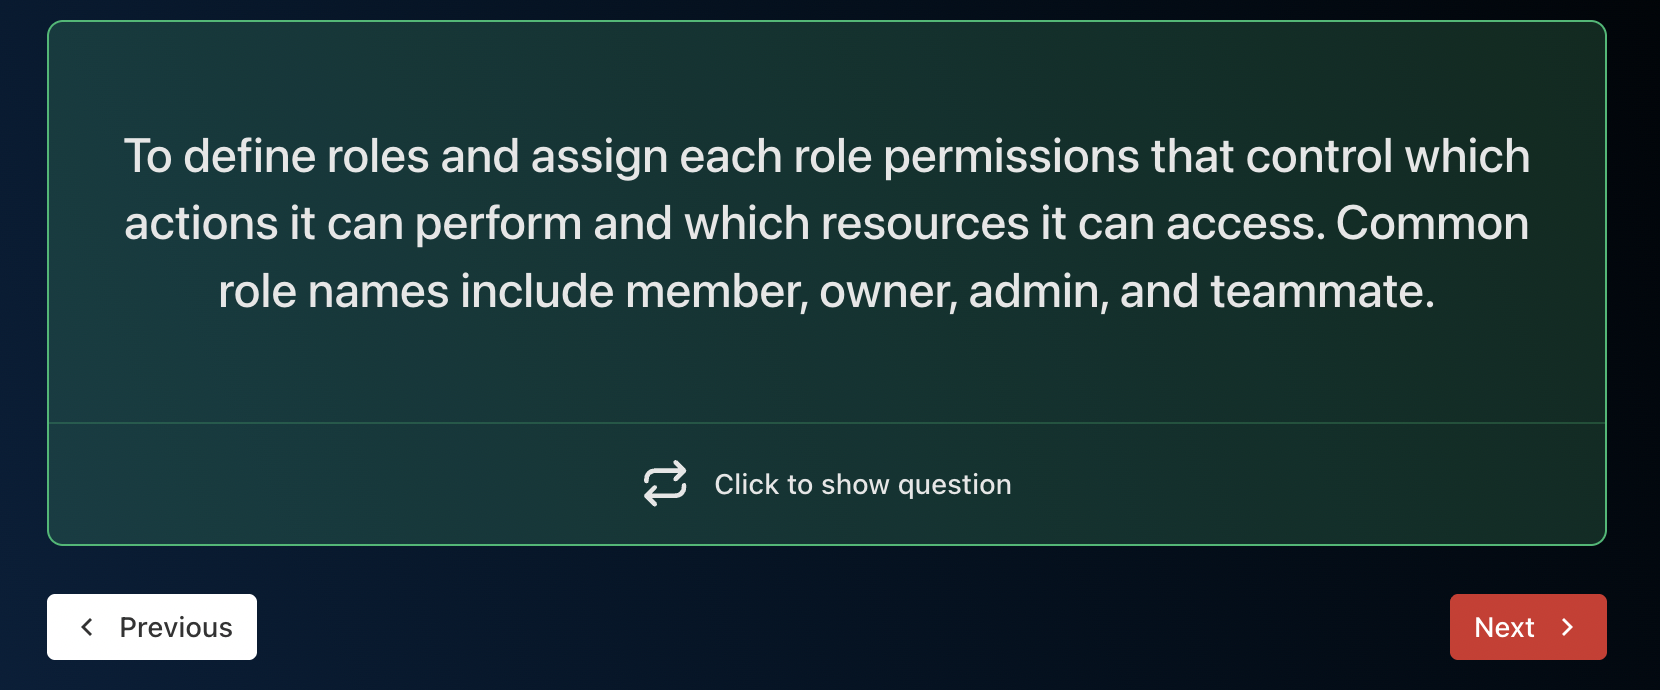 To define roles and assign each role permissions that control which
actions it can perform and which resources it can access. Common
role names include member, owner, admin, and teammate.
Click to show question
Previous
Next